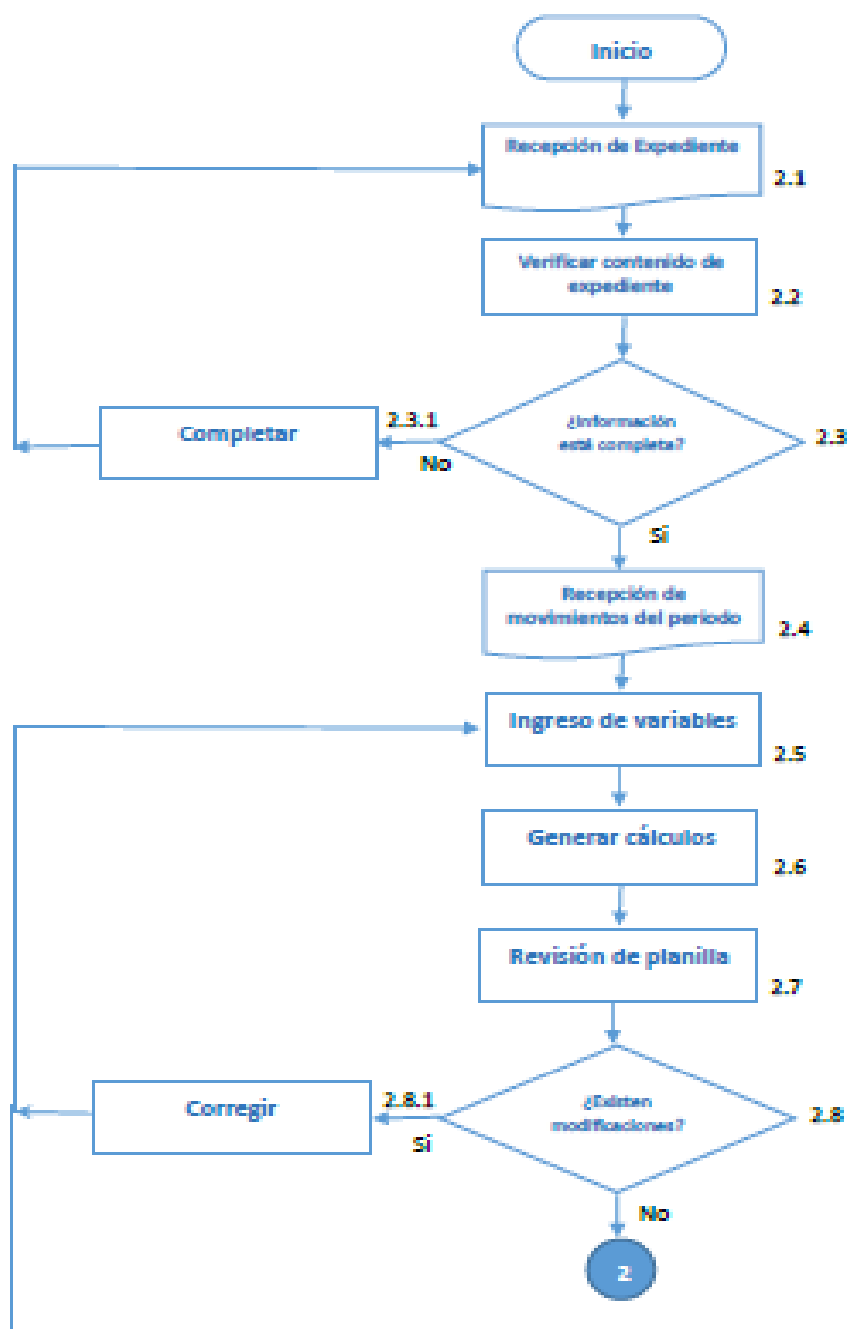 Inicio
Recepción de Expediente
2.1
Verificar contenido de
expediente
2.2
¿Información
está completa?
2.3
2.3.1
No
Completar
Si
Recepción de
movimientos del período
2.4
Ingreso de variables
2.5
Generar cálculos
2.6
Revisión de planilla
2.7
¿Existen
modificaciones?
2.8
2.8.1
Si
Corregir
No
2